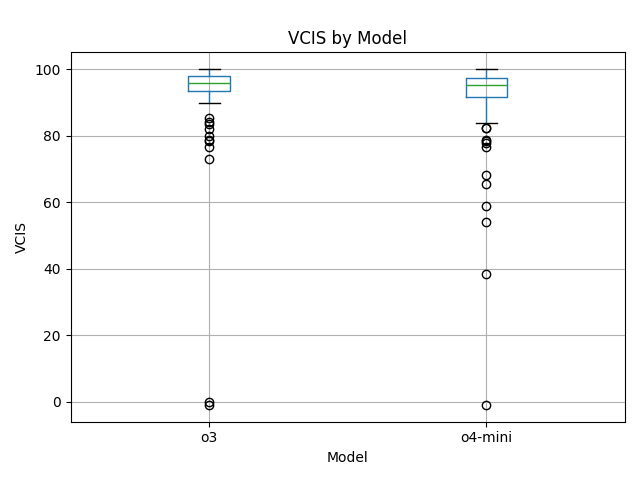 VCIS by Model
100
80
60
40
20
0
VCIS
o3
o4-mini
Model